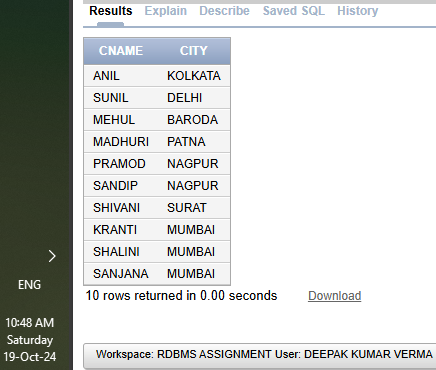 Results Explain Describe Saved SQL History
CNAME CITY
ANIL KOLKATA
SUNIL DELHI
MEHUL BARODA
MADHURI PATNA
PRAMOD NAGPUR
SANDIP NAGPUR
SHIVANI SURAT
KRANTI MUMBAI
SHALINI MUMBAI
SANJANA MUMBAI
10 rows returned in 0.00 seconds Download
Workspace: RDBMS ASSIGNMENT User: DEEPAK KUMAR VERMA
ENG
10:48 AM
Saturday
19-Oct-24